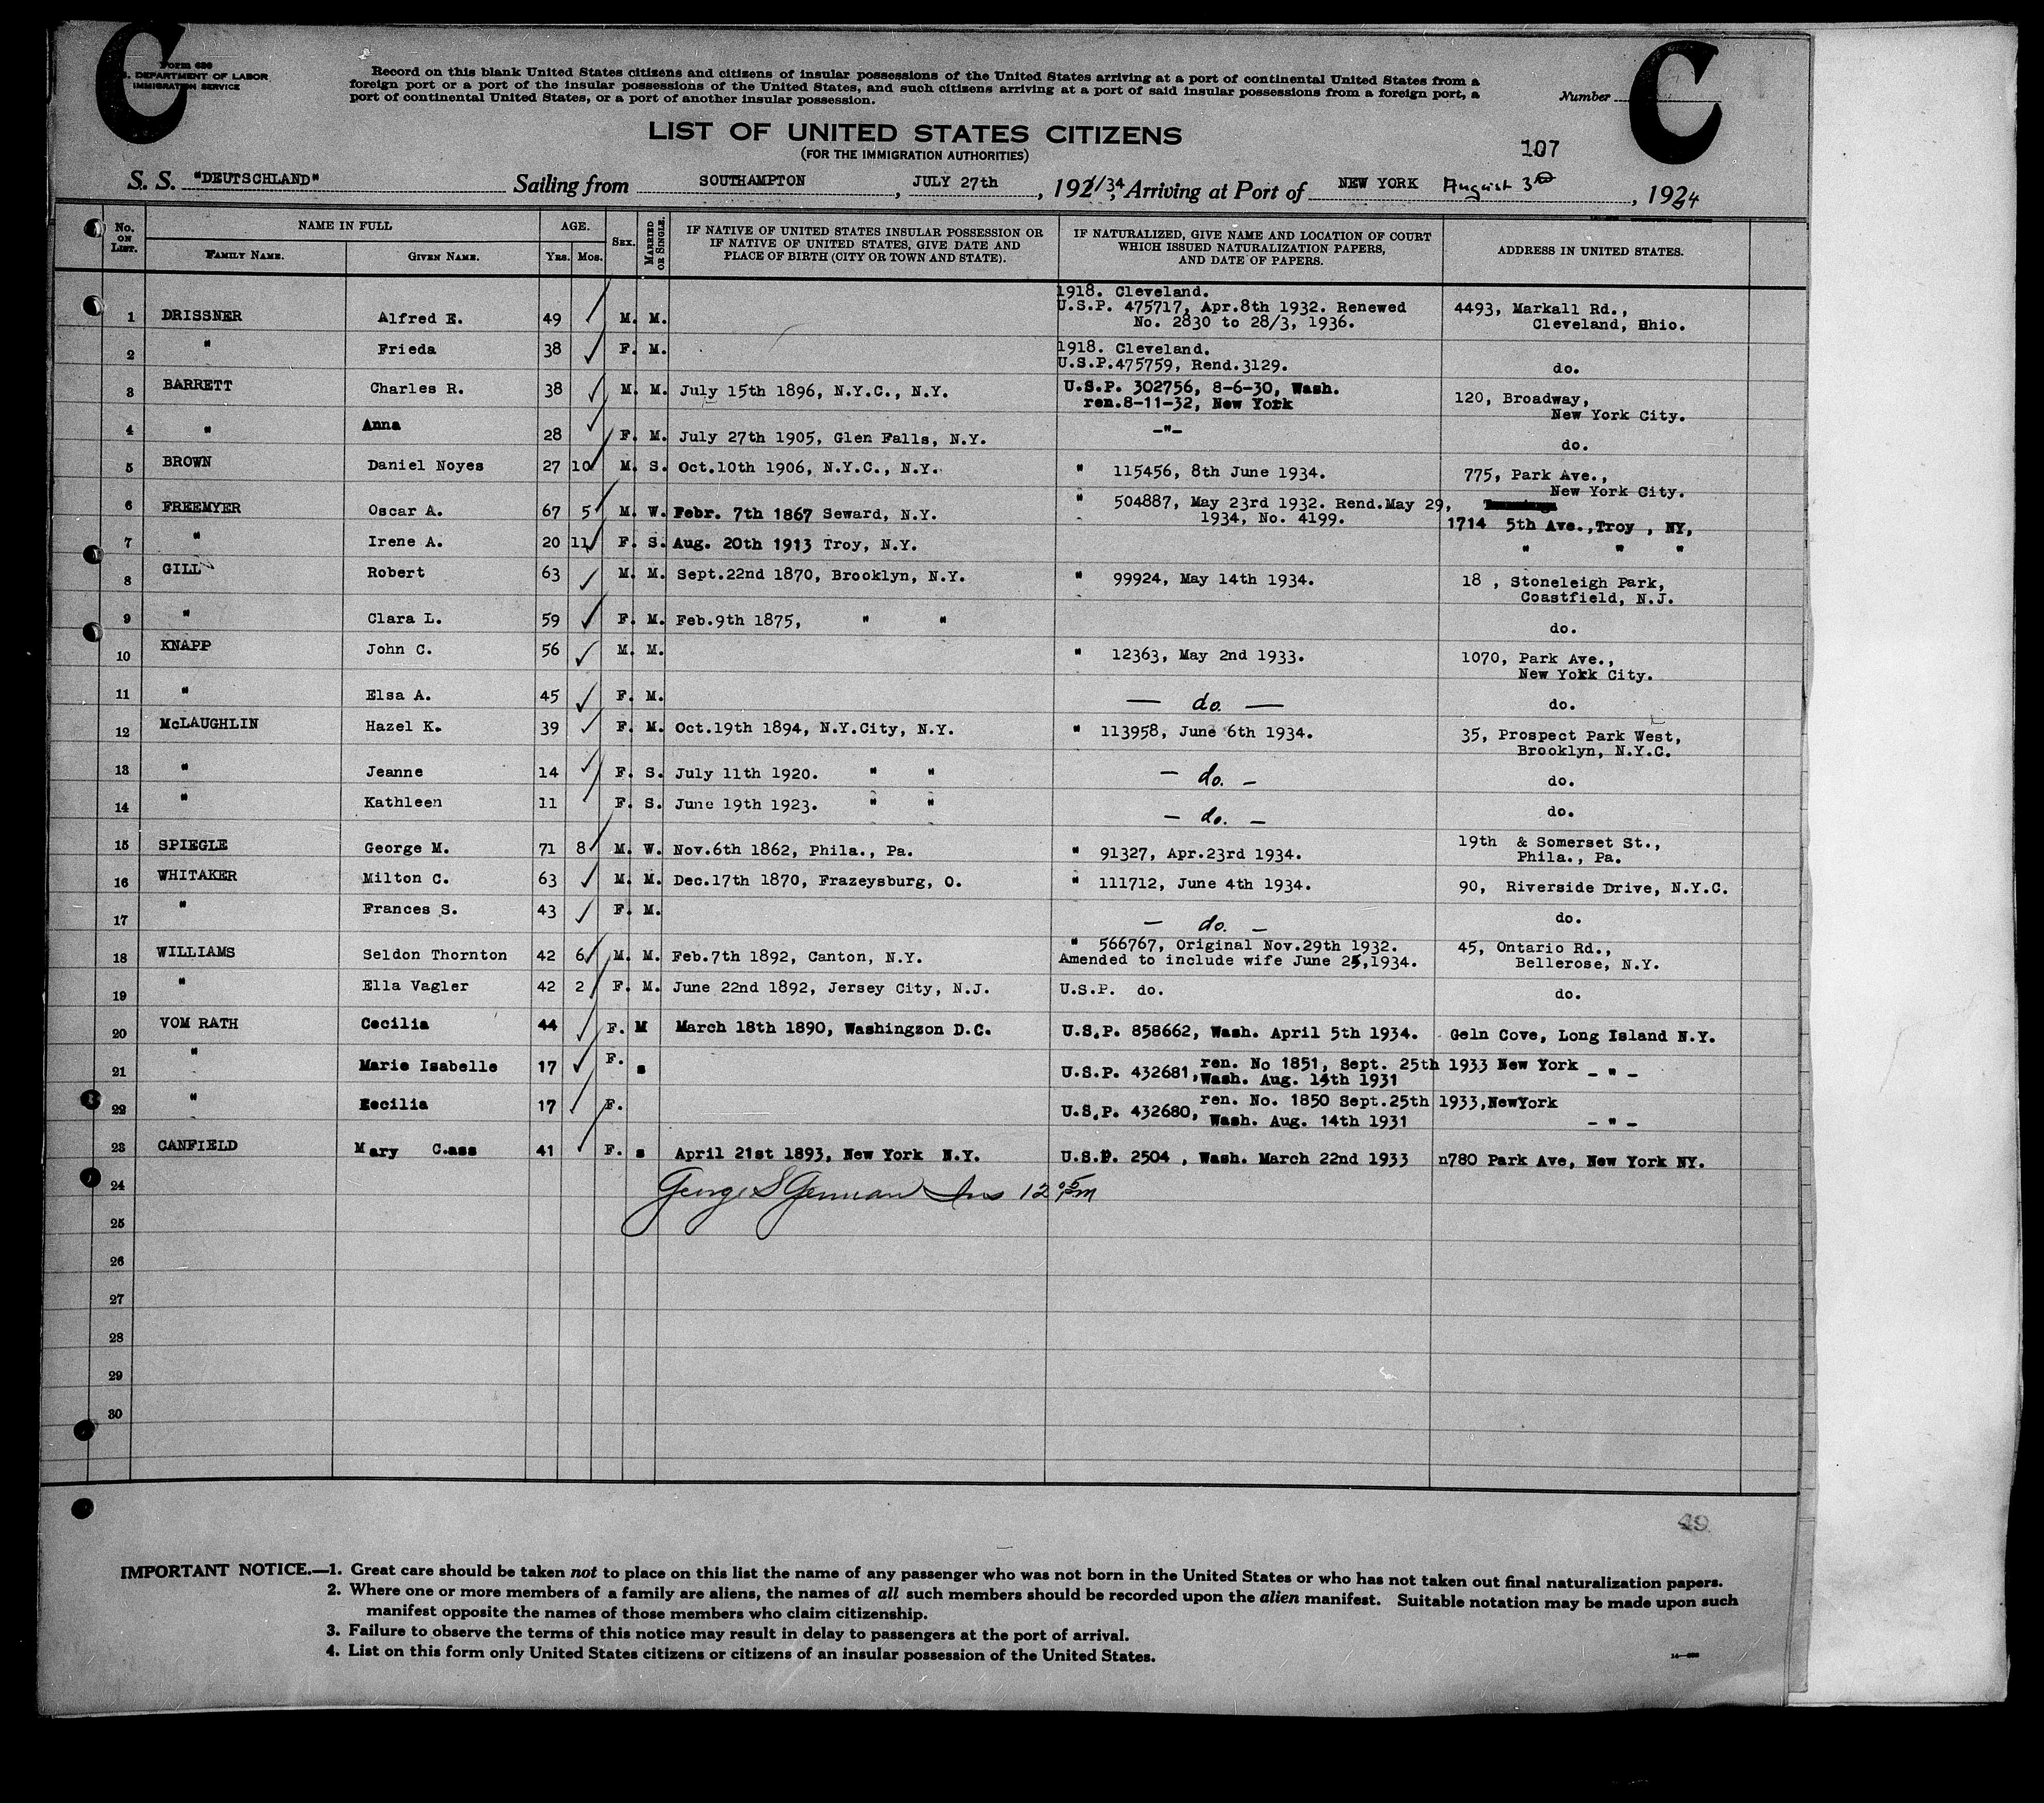 C
Form 630
U. S. DEPARTMENT OF LABOR
IMMIGRATION SERVICE
Record on this blank United States citizens and citizens of insular possessions of the United States arriving at a port of continental United States from a
foreign port or a port of the insular possessions of the United States, and such citizens arriving at a port of said insular possessions from a foreign port, a
port of continental United States, or a port of another insular possession.
Number
C
LIST OF UNITED STATES CITIZENS
(FOR THE IMMIGRATION AUTHORITIES)
107
S. S. "DEUTSCHLAND" Sailing from SOUTHAMPTON, JULY 27th, 192 /34, Arriving at Port of NEW YORK August 3rd, 1934
No. ON LIST. NAME IN FULL AGE. SEX. MARRIED OR SINGLE. IF NATIVE OF UNITED STATES INSULAR POSSESSION OR IF NATIVE OF UNITED STATES, GIVE DATE AND PLACE OF BIRTH (CITY OR TOWN AND STATE). IF NATURALIZED, GIVE NAME AND LOCATION OF COURT WHICH ISSUED NATURALIZATION PAPERS, AND DATE OF PAPERS. ADDRESS IN UNITED STATES.
FAMILY NAME. GIVEN NAME. YRS. MOS.
1918. Cleveland.
1 DRISSNER Alfred E. 49 M. M. U.S.P. 475717, Apr.8th 1932. Renewed 4493, Markall Rd.,
No. 2830 to 28/3, 1936. Cleveland, Ohio.
2 " Frieda 38 F. M. 1918. Cleveland.
U.S.P.475759, Rend.3129. do.
3 BARRETT Charles R. 38 M. M. July 15th 1896, N.Y.C., N.Y. U.S.P. 302756, 8-6-30, Wash. 120, Broadway,
ren.8-11-32, New York New York City.
4 " Anna 28 F. M. July 27th 1905, Glen Falls, N.Y. -"- do.
5 BROWN Daniel Noyes 27 10 M. S. Oct.10th 1906, N.Y.C., N.Y. " 115456, 8th June 1934. 775, Park Ave.,
New York City.
6 FREEMYER Oscar A. 67 5 M. W. Febr. 7th 1867 Seward, N.Y. " 504887, May 23rd 1932. Rend.May 29,
1934, No. 4199. 1714 5th Ave.,Troy , NY,
7 " Irene A. 20 11 F. S. Aug. 20th 1913 Troy, N.Y. " " "
8 GILL Robert 63 M. M. Sept.22nd 1870, Brooklyn, N.Y. " 99924, May 14th 1934. 18 , Stoneleigh Park,
Coastfield, N.J.
9 " Clara L. 59 F. M. Feb.9th 1875, " " do.
10 KNAPP John C. 56 M. M. " 12363, May 2nd 1933. 1070, Park Ave.,
New York City.
11 " Elsa A. 45 F. M. — do. — do.
12 McLAUGHLIN Hazel K. 39 F. M. Oct.19th 1894, N.Y.City, N.Y. " 113958, June 6th 1934. 35, Prospect Park West,
Brooklyn, N.Y.C.
13 " Jeanne 14 F. S. July 11th 1920. " " - do. - do.
14 " Kathleen 11 F. S. June 19th 1923. " " - do. - do.
15 SPIEGLE George M. 71 8 M. W. Nov.6th 1862, Phila., Pa. " 91327, Apr.23rd 1934. 19th & Somerset St.,
Phila., Pa.
16 WHITAKER Milton C. 63 M. M. Dec.17th 1870, Frazeysburg, O. " 111712, June 4th 1934. 90, Riverside Drive, N.Y.C.
17 " Frances S. 43 F. M. - do. - do.
18 WILLIAMS Seldon Thornton 42 6 M. M. Feb.7th 1892, Canton, N.Y. " 566767, Original Nov.29th 1932. 45, Ontario Rd.,
Amended to include wife June 25,1934. Bellerose, N.Y.
19 " Ella Vagler 42 2 F. M. June 22nd 1892, Jersey City, N.J. U.S.P. do. do.
20 VOM RATH Cecilia 44 F. M March 18th 1890, Washingzon D.C. U.S.P. 858662, Wash. April 5th 1934. Geln Cove, Long Island N.Y.
21 " Marie Isabelle 17 F. s U.S.P. 432681, ren. No 1851, Sept. 25th 1933 New York - " -
Wash. Aug. 14th 1931
22 " Cecilia 17 F. U.S.P. 432680, ren. No. 1850 Sept.25th 1933,NewYork
Wash. Aug. 14th 1931 - " -
23 CANFIELD Mary C.ass 41 F. s April 21st 1893, New York N.Y. U.S.P. 2504 , Wash. March 22nd 1933 n780 Park Ave, New York NY.
24 George S German Ins 12 05 m
25
26
27
28
29
30
49
IMPORTANT NOTICE.—1. Great care should be taken not to place on this list the name of any passenger who was not born in the United States or who has not taken out final naturalization papers.
2. Where one or more members of a family are aliens, the names of all such members should be recorded upon the alien manifest. Suitable notation may be made upon such
manifest opposite the names of those members who claim citizenship.
3. Failure to observe the terms of this notice may result in delay to passengers at the port of arrival.
4. List on this form only United States citizens or citizens of an insular possession of the United States.